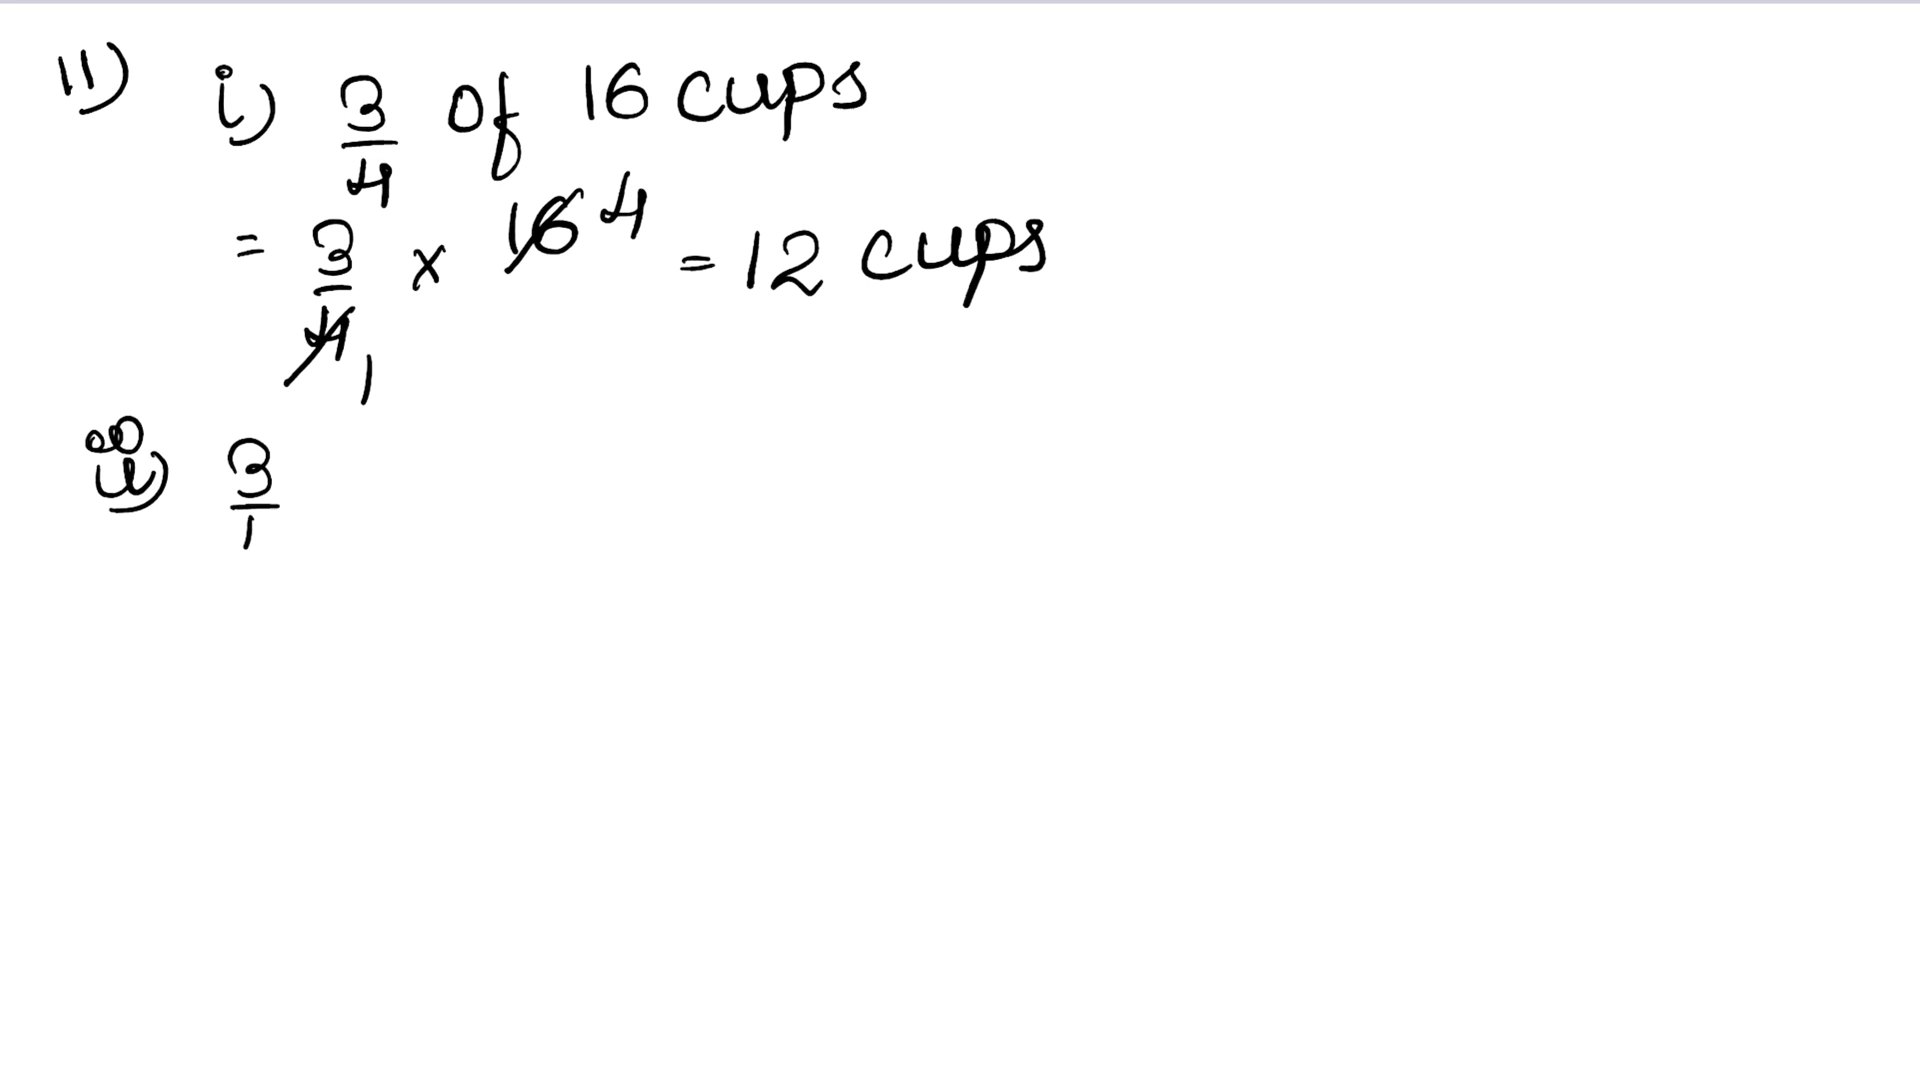 11) i) 3/4 of 16 cups
= 3/4 1 × 16 4 = 12 cups
ii) 3/1